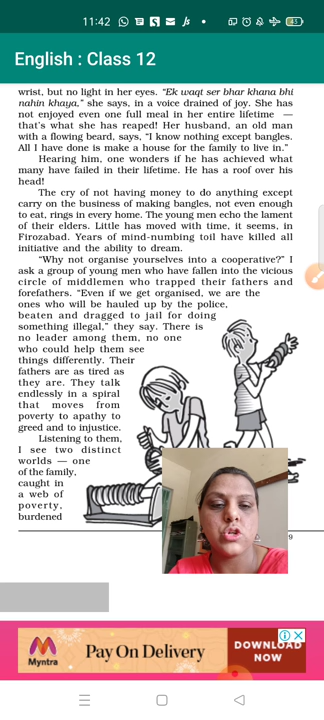 11:42
43
English : Class 12
wrist, but no light in her eyes. “Ek waqt ser bhar khana bhi
nahin khaya,” she says, in a voice drained of joy. She has
not enjoyed even one full meal in her entire lifetime —
that’s what she has reaped! Her husband, an old man
with a flowing beard, says, “I know nothing except bangles.
All I have done is make a house for the family to live in.”
Hearing him, one wonders if he has achieved what
many have failed in their lifetime. He has a roof over his
head!
The cry of not having money to do anything except
carry on the business of making bangles, not even enough
to eat, rings in every home. The young men echo the lament
of their elders. Little has moved with time, it seems, in
Firozabad. Years of mind-numbing toil have killed all
initiative and the ability to dream.
“Why not organise yourselves into a cooperative?” I
ask a group of young men who have fallen into the vicious
circle of middlemen who trapped their fathers and
forefathers. “Even if we get organised, we are the
ones who will be hauled up by the police,
beaten and dragged to jail for doing
something illegal,” they say. There is
no leader among them, no one
who could help them see
things differently. Their
fathers are as tired as
they are. They talk
endlessly in a spiral
that moves from
poverty to apathy to
greed and to injustice.
Listening to them,
I see two distinct
worlds — one
of the family,
caught in
a web of
poverty,
burdened
9
Myntra
Pay On Delivery
DOWNLOAD
NOW